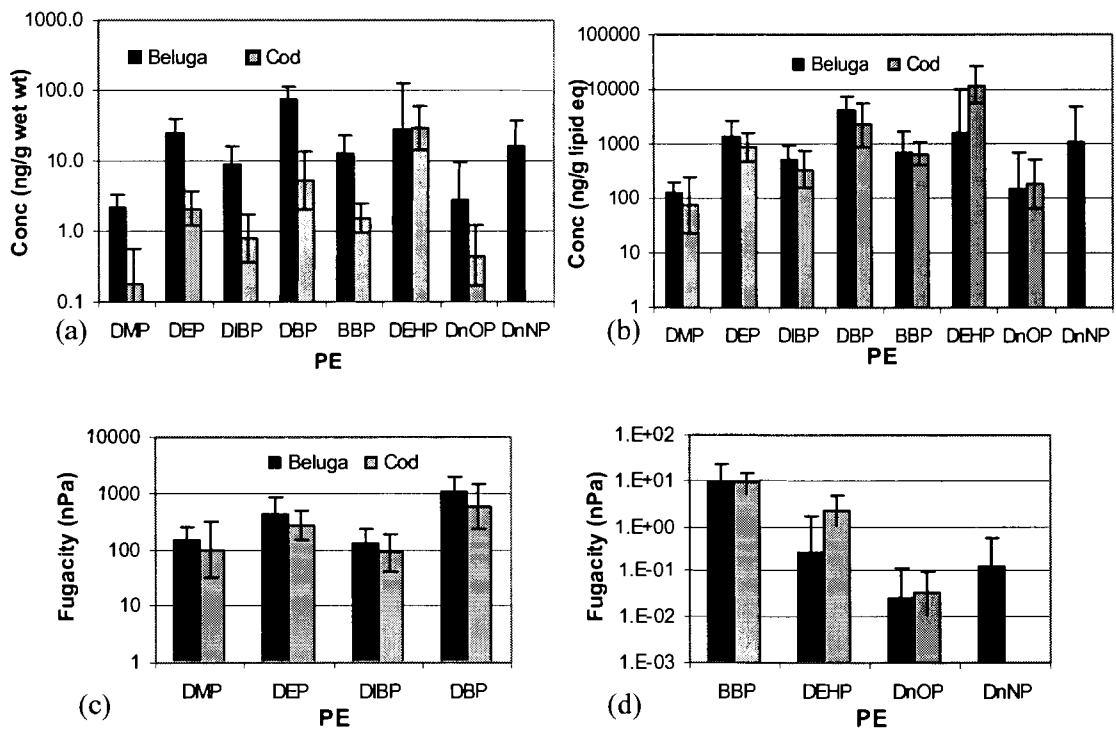 1000.0
100.0
10.0
1.0
0.1
Conc (ng/g wet wt)
Beluga Cod
DMP DEP DIBP DBP BBP DEHP DnOP DnNP
PE
(a)
100000
10000
1000
100
10
1
Conc (ng/g lipid eq)
Beluga Cod
DMP DEP DIBP DBP BBP DEHP DnOP DnNP
PE
(b)
10000
1000
100
10
1
Fugacity (nPa)
Beluga Cod
DMP DEP DIBP DBP
PE
(c)
1.E+02
1.E+01
1.E+00
1.E-01
1.E-02
1.E-03
Fugacity (nPa)
BBP DEHP DnOP DnNP
PE
(d)